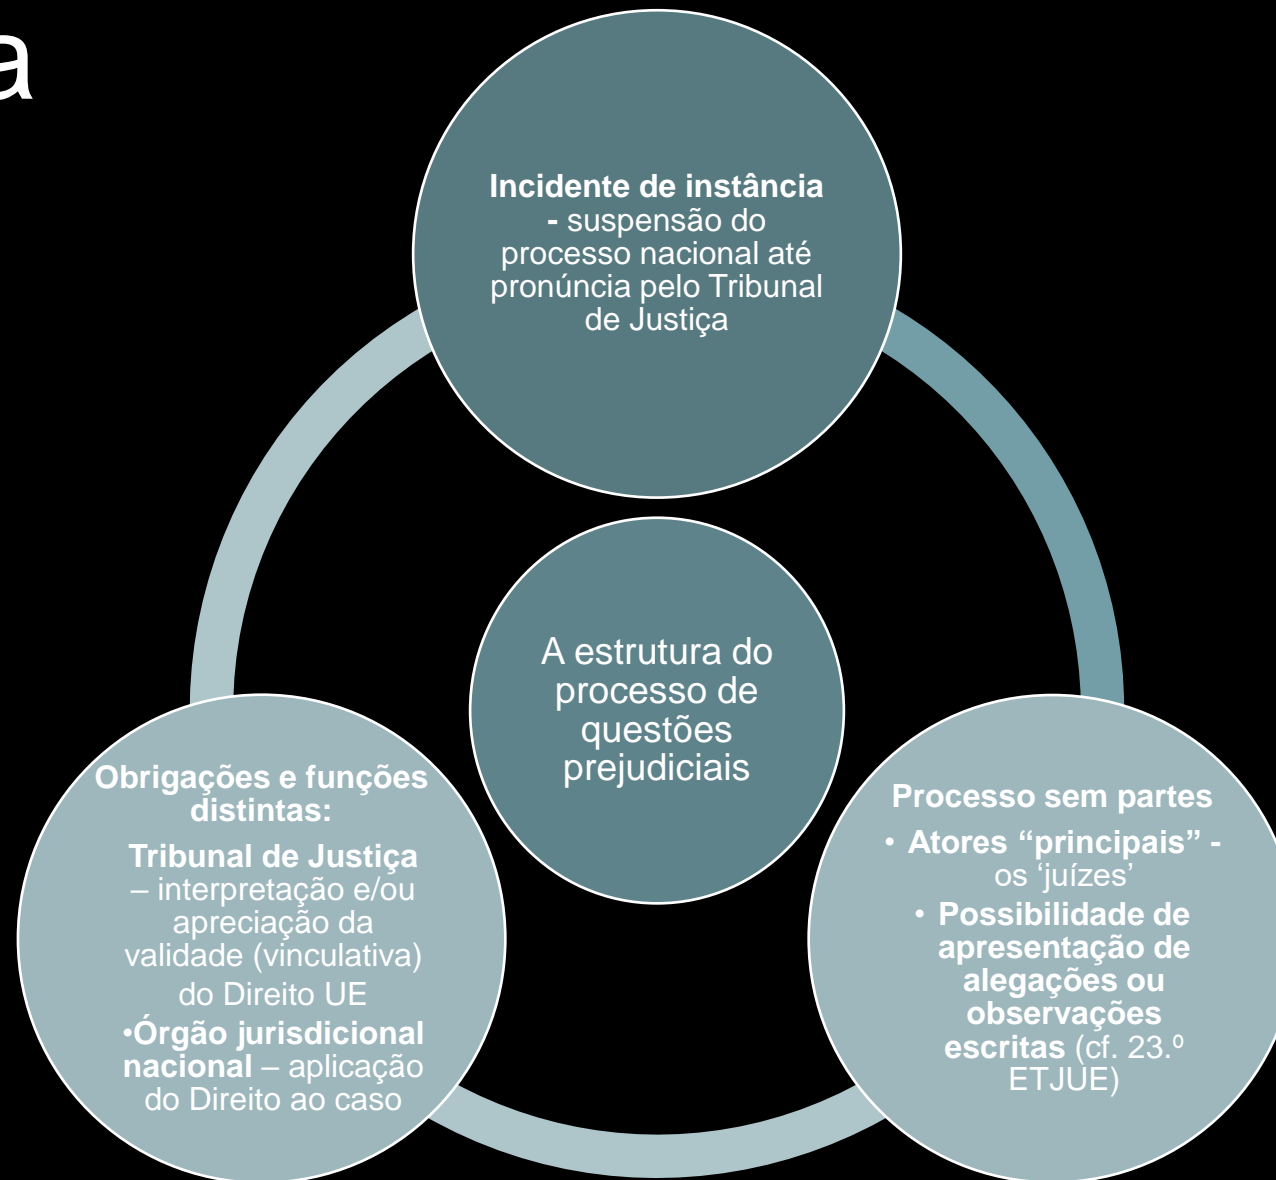 Incidente de instância
- suspensão do
processo nacional até
pronúncia pelo Tribunal
de Justiça
A estrutura do
processo de
questões
prejudiciais
Obrigações e funções
distintas:
Tribunal de Justiça
– interpretação e/ou
apreciação da
validade (vinculativa)
do Direito UE
•Órgão jurisdicional
nacional – aplicação
do Direito ao caso
Processo sem partes
• Atores “principais” -
os ‘juízes’
• Possibilidade de
apresentação de
alegações ou
observações
escritas (cf. 23.º
ETJUE)